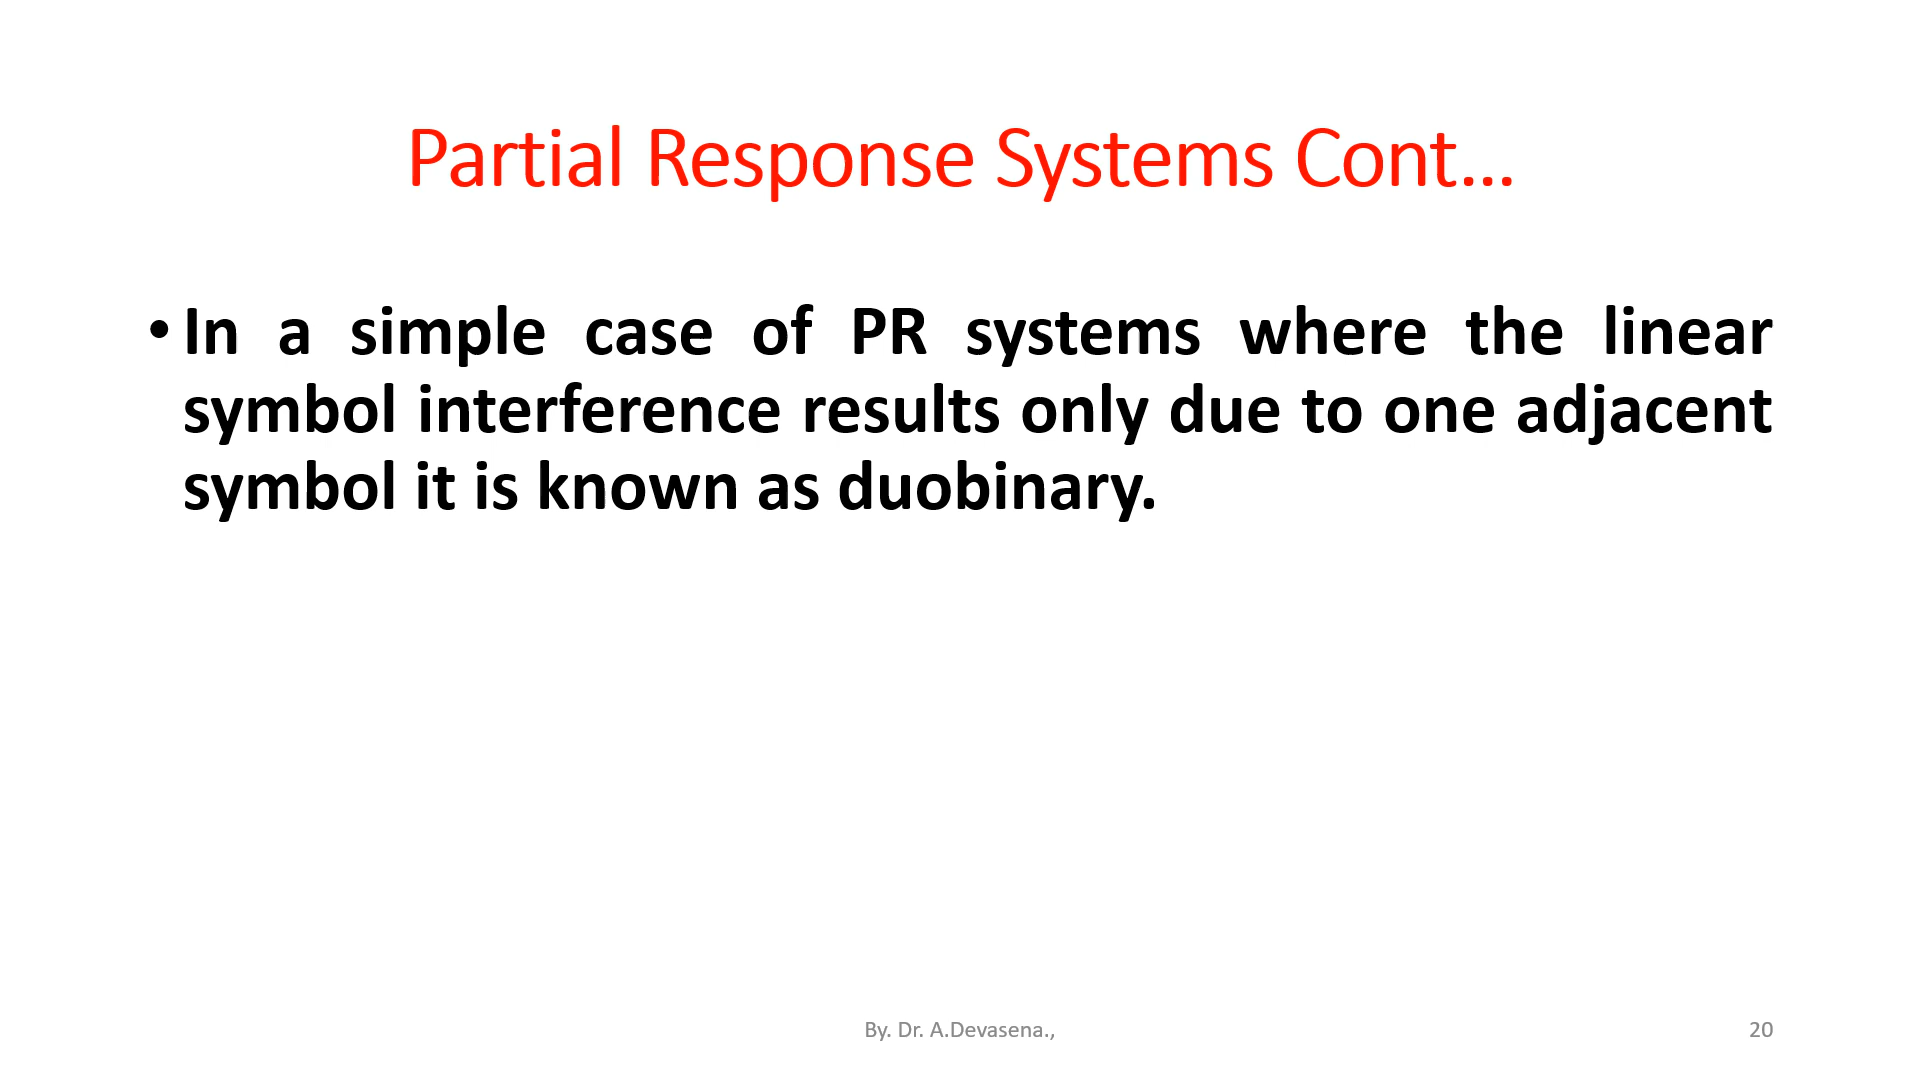 Partial Response Systems Cont...
• In a simple case of PR systems where the linear
symbol interference results only due to one adjacent
symbol it is known as duobinary.
By. Dr. A.Devasena.,
20